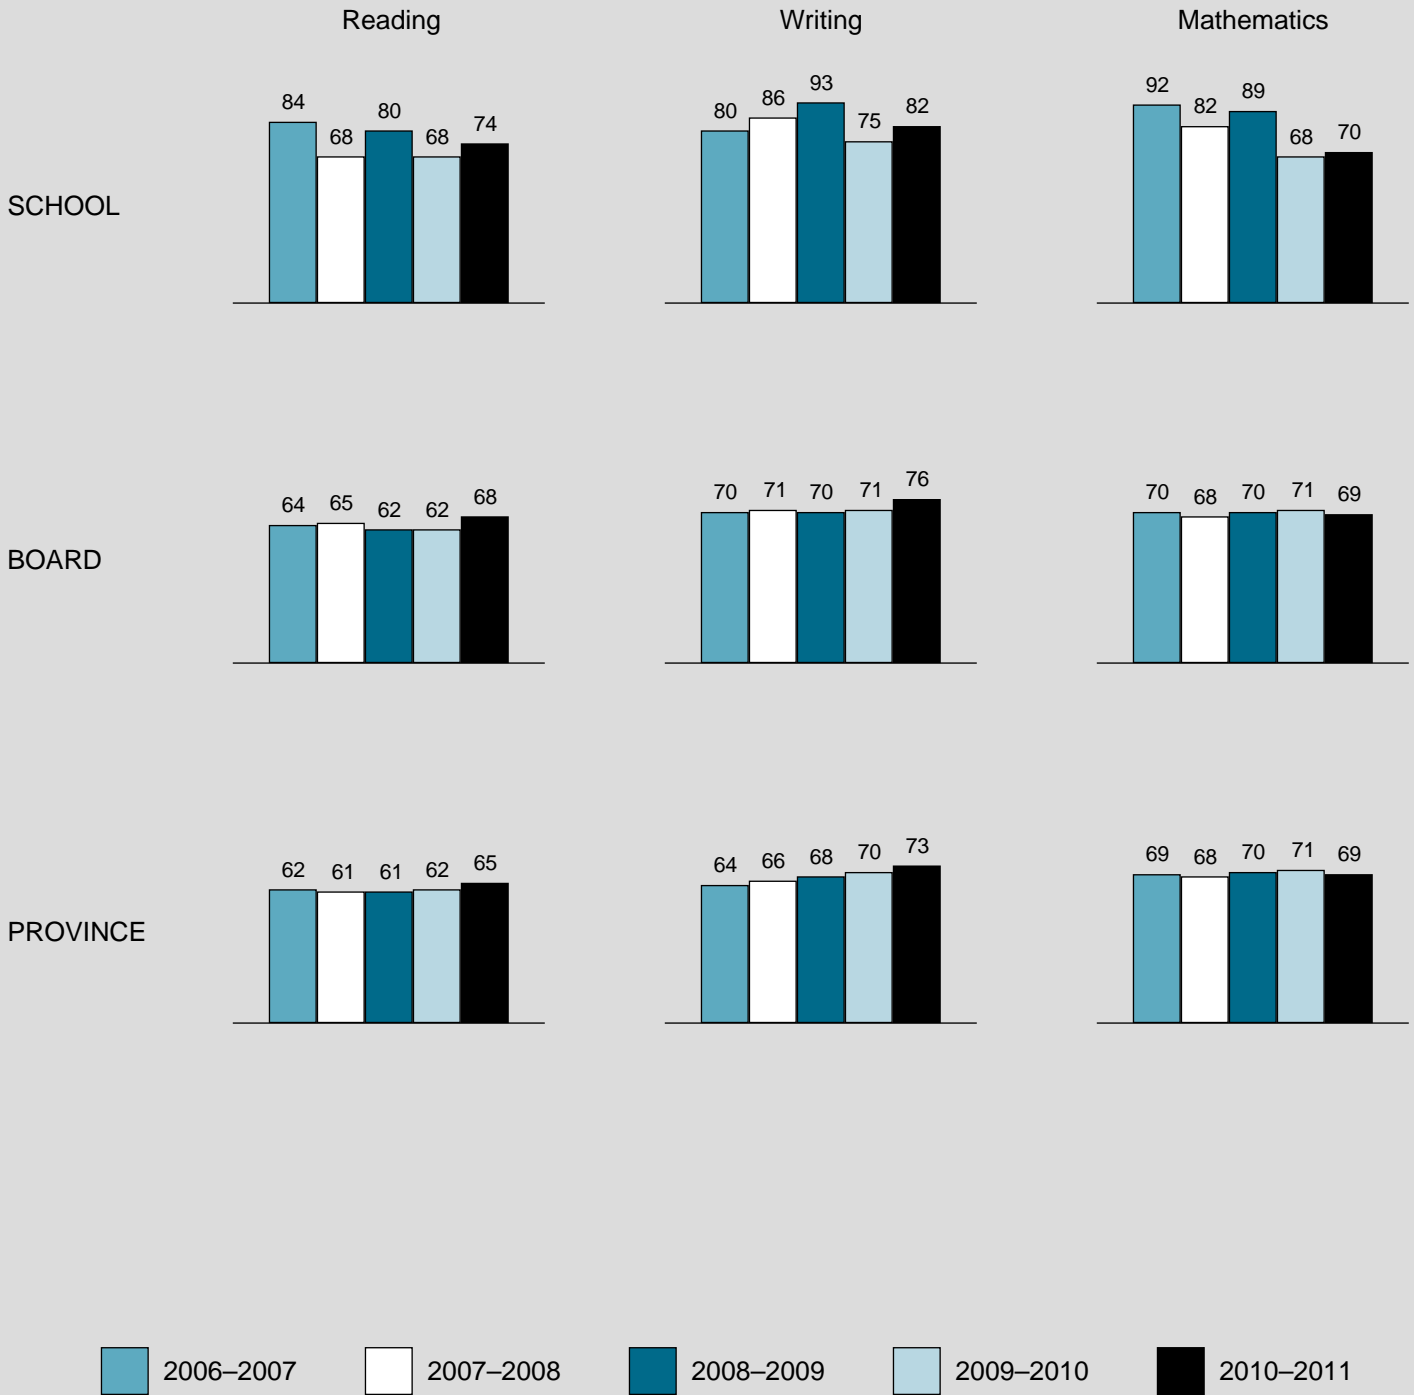 Reading Writing Mathematics
84 68 80 68 74 80 86 93 75 82 92 82 89 68 70
SCHOOL
64 65 62 62 68 70 71 70 71 76 70 68 70 71 69
BOARD
62 61 61 62 65 64 66 68 70 73 69 68 70 71 69
PROVINCE
2006–2007 2007–2008 2008–2009 2009–2010 2010–2011